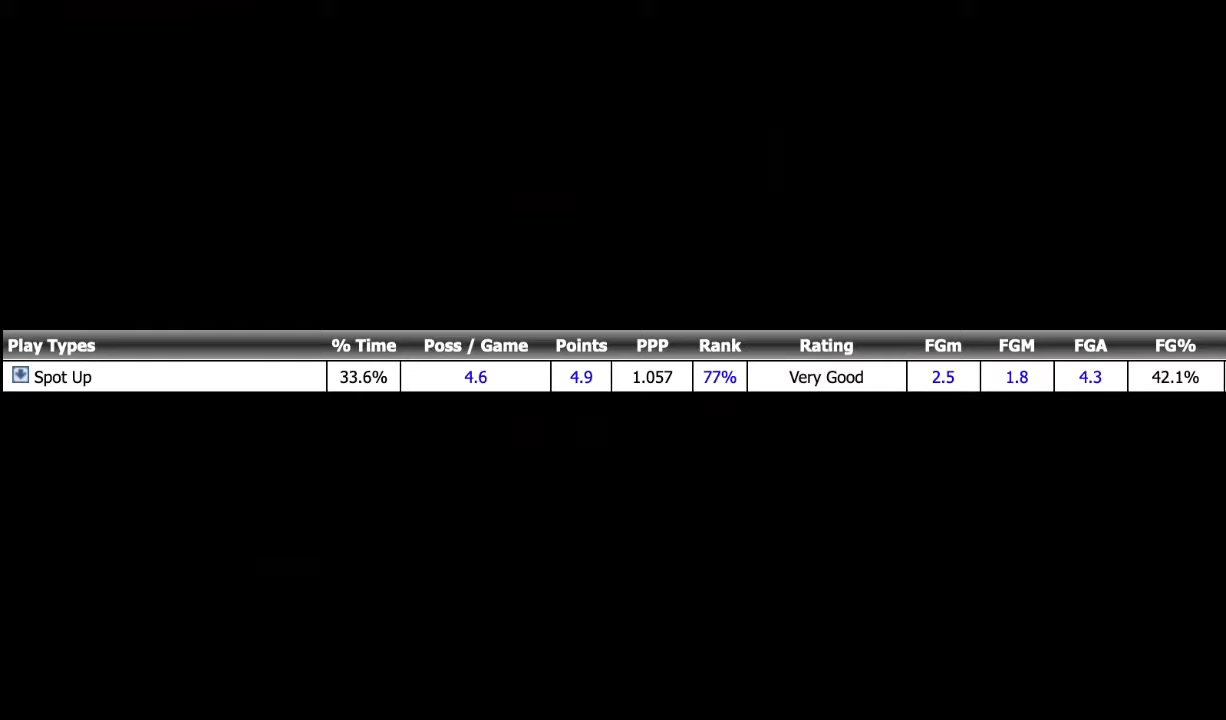 Play Types % Time Poss / Game Points PPP Rank Rating FGm FGM FGA FG%
Spot Up 33.6% 4.6 4.9 1.057 77% Very Good 2.5 1.8 4.3 42.1%